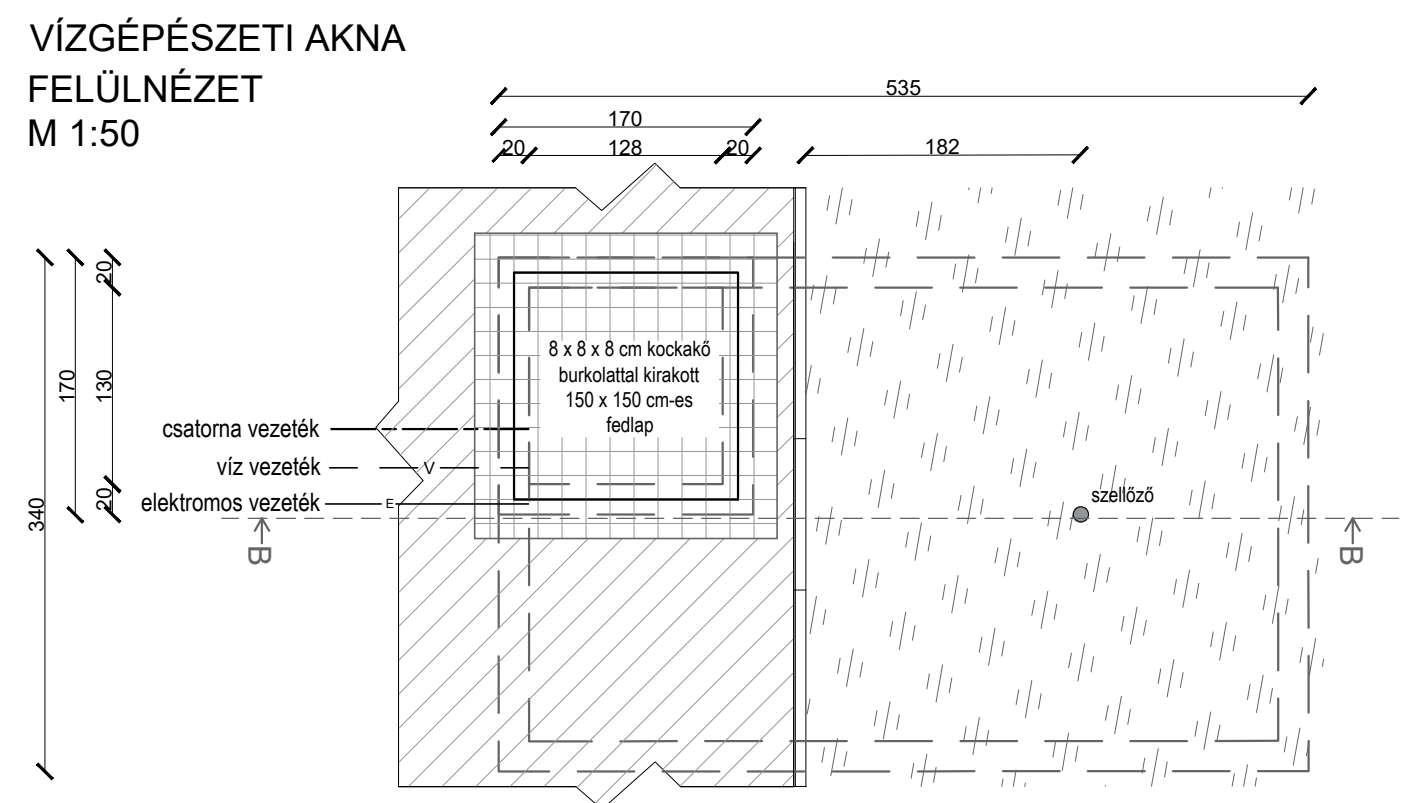 VÍZGÉPÉSZETI AKNA
FELÜLNÉZET
M 1:50
535
170
20 128 20
182
20
170
130
20
340
8 x 8 x 8 cm kockakő
burkolattal kirakott
150 x 150 cm-es
fedlap
csatorna vezeték
víz vezeték
V
elektromos vezeték
E
szellőző
B
B